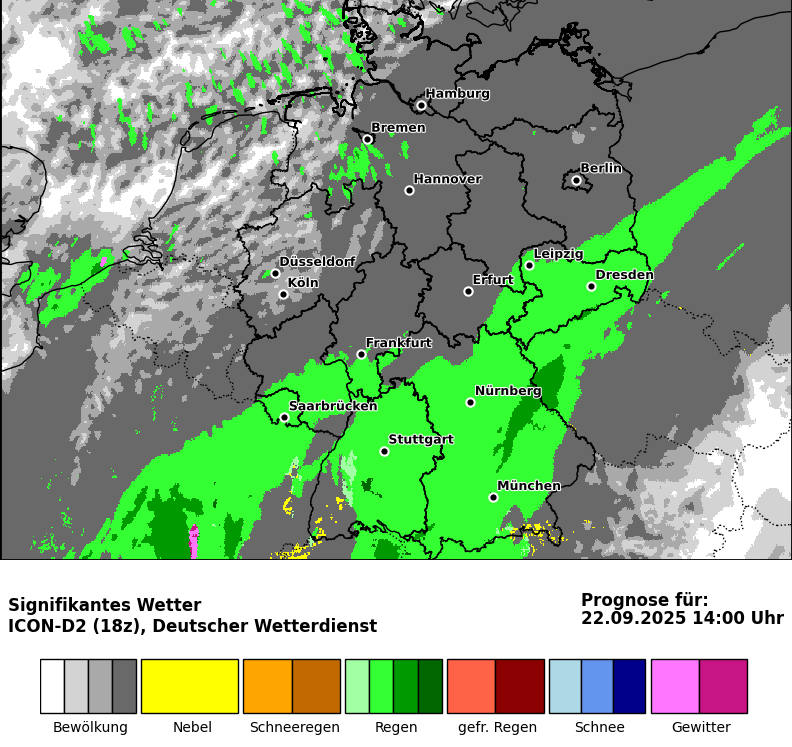 Hamburg
Bremen
Berlin
Hannover
Leipzig
Düsseldorf
Dresden
Erfurt
Köln
Frankfurt
Nürnberg
Saarbrücken
Stuttgart
München
Signifikantes Wetter
ICON-D2 (18z), Deutscher Wetterdienst
Prognose für:
22.09.2025 14:00 Uhr
Bewölkung Nebel Schneeregen Regen gefr. Regen Schnee Gewitter